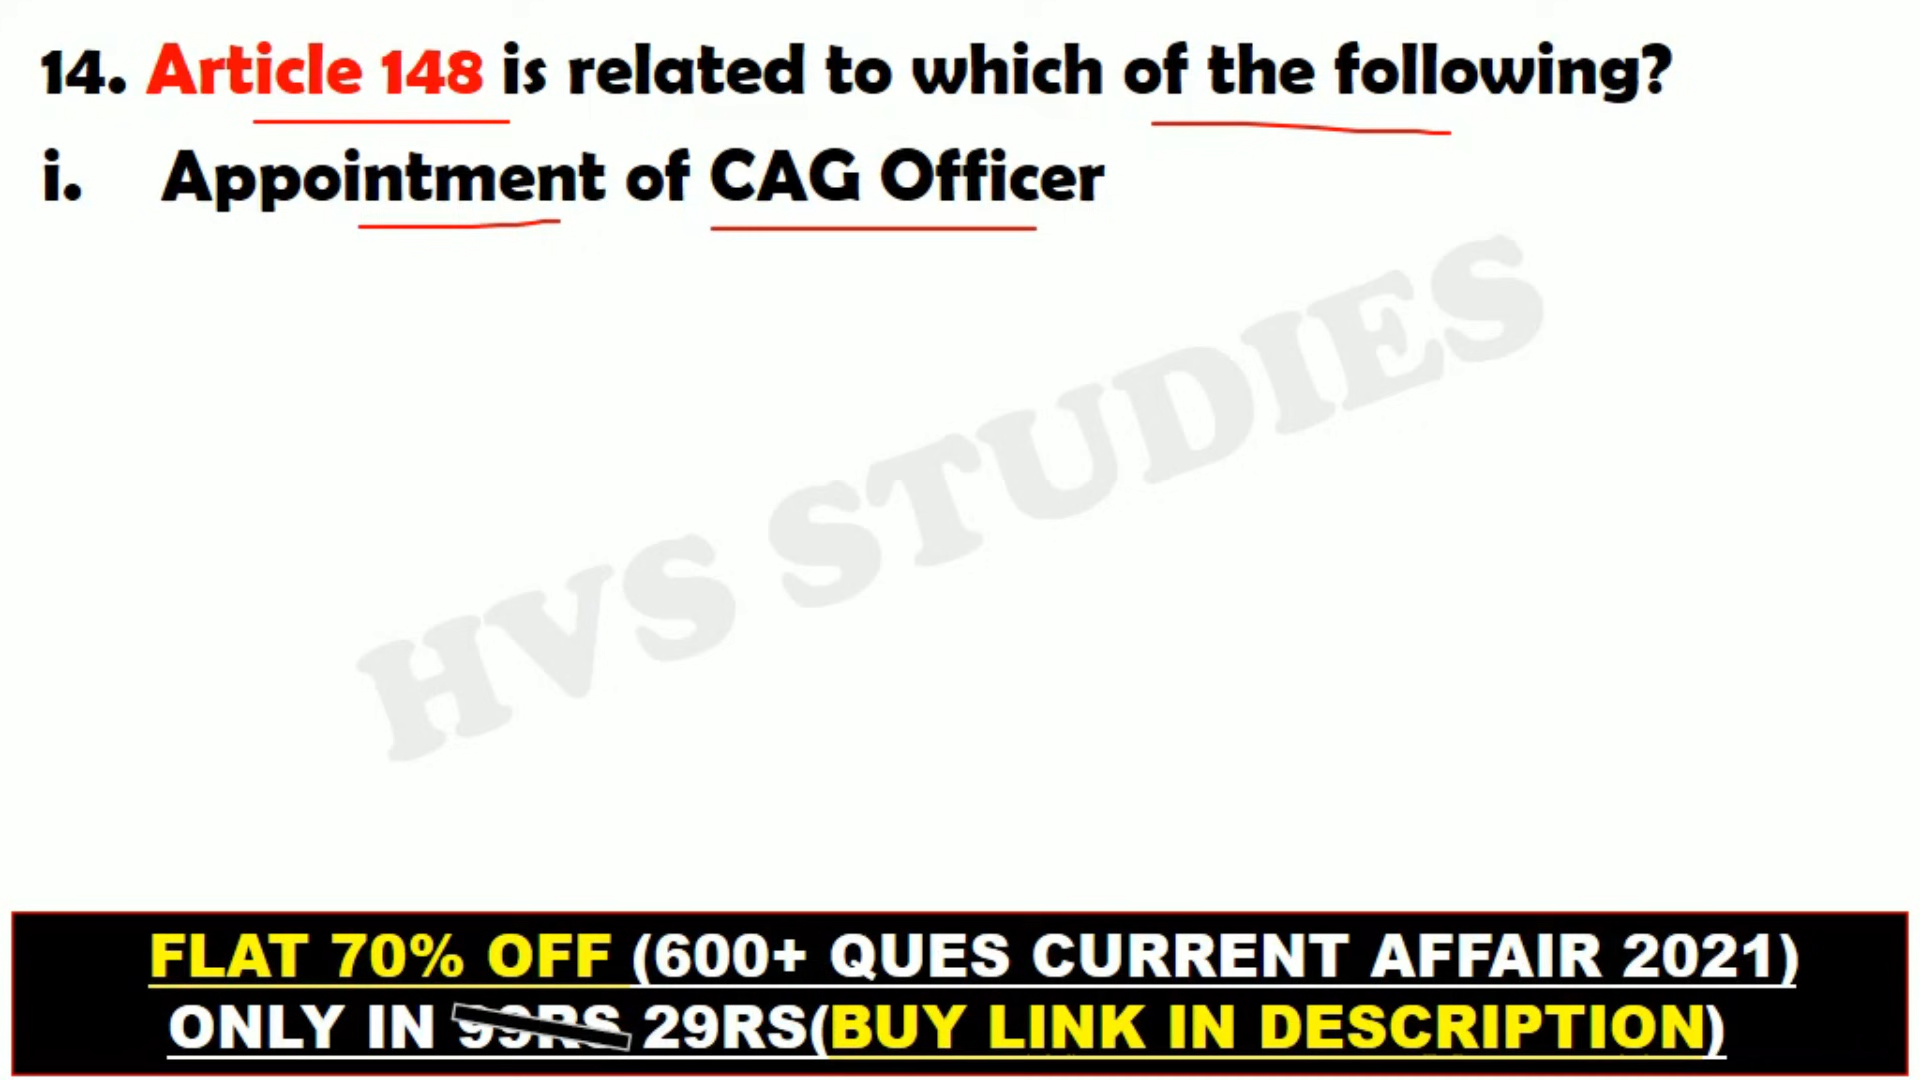 14. Article 148 is related to which of the following?
i. Appointment of CAG Officer
HVS STUDIES
FLAT 70% OFF (600+ QUES CURRENT AFFAIR 2021)
ONLY IN 99RS 29RS(BUY LINK IN DESCRIPTION)